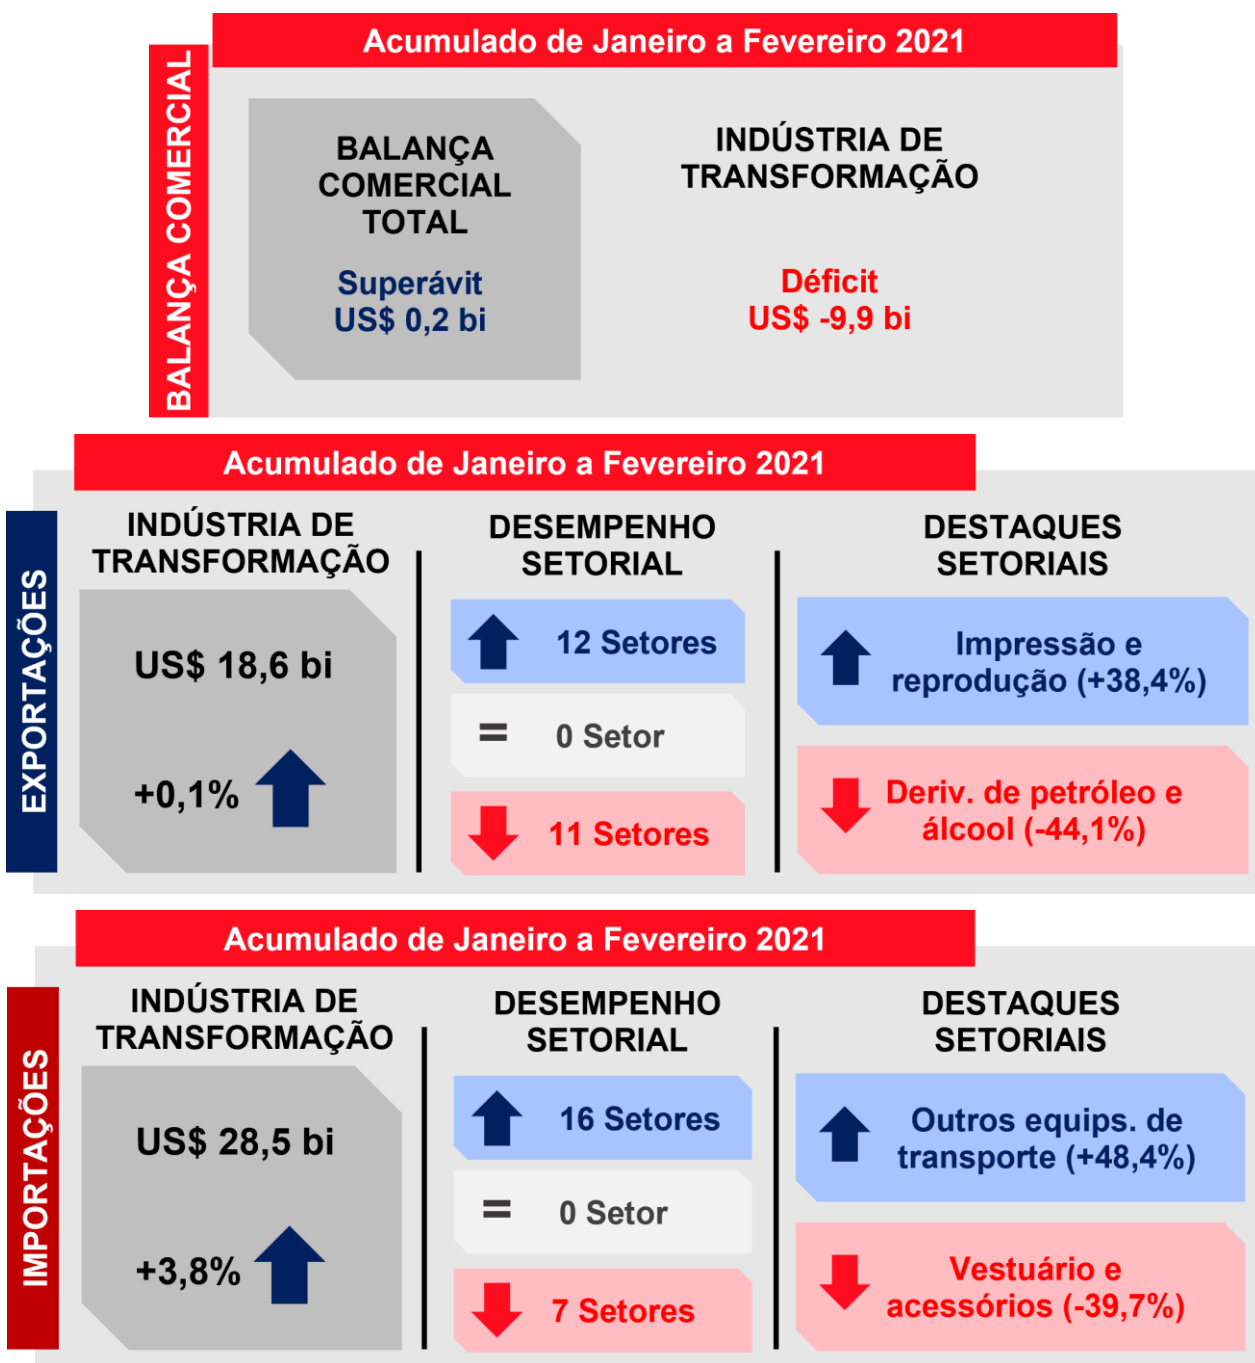 Acumulado de Janeiro a Fevereiro 2021
BALANÇA COMERCIAL
BALANÇA
COMERCIAL
TOTAL
Superávit
US$ 0,2 bi
INDÚSTRIA DE
TRANSFORMAÇÃO
Déficit
US$ -9,9 bi
Acumulado de Janeiro a Fevereiro 2021
EXPORTAÇÕES
INDÚSTRIA DE
TRANSFORMAÇÃO
US$ 18,6 bi
+0,1%
DESEMPENHO
SETORIAL
12 Setores
= 0 Setor
11 Setores
DESTAQUES
SETORIAIS
Impressão e
reprodução (+38,4%)
Deriv. de petróleo e
álcool (-44,1%)
Acumulado de Janeiro a Fevereiro 2021
IMPORTAÇÕES
INDÚSTRIA DE
TRANSFORMAÇÃO
US$ 28,5 bi
+3,8%
DESEMPENHO
SETORIAL
16 Setores
= 0 Setor
7 Setores
DESTAQUES
SETORIAIS
Outros equips. de
transporte (+48,4%)
Vestuário e
acessórios (-39,7%)